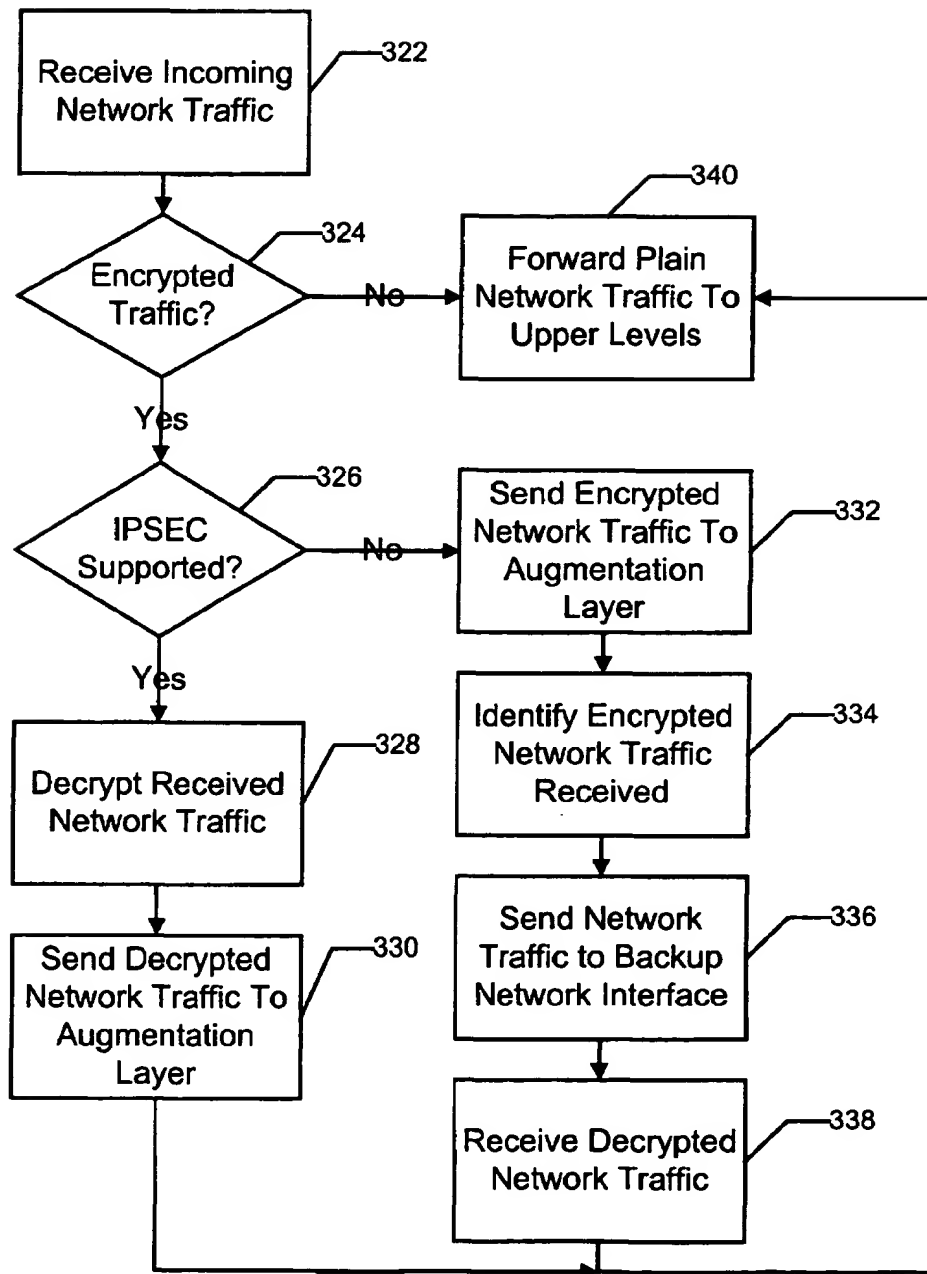 Receive Incoming
Network Traffic
322
Encrypted
Traffic?
324
No
Forward Plain
Network Traffic To
Upper Levels
340
Yes
IPSEC
Supported?
326
No
Send Encrypted
Network Traffic To
Augmentation
Layer
332
Yes
Identify Encrypted
Network Traffic
Received
334
Decrypt Received
Network Traffic
328
Send Network
Traffic to Backup
Network Interface
336
Send Decrypted
Network Traffic To
Augmentation
Layer
330
Receive Decrypted
Network Traffic
338